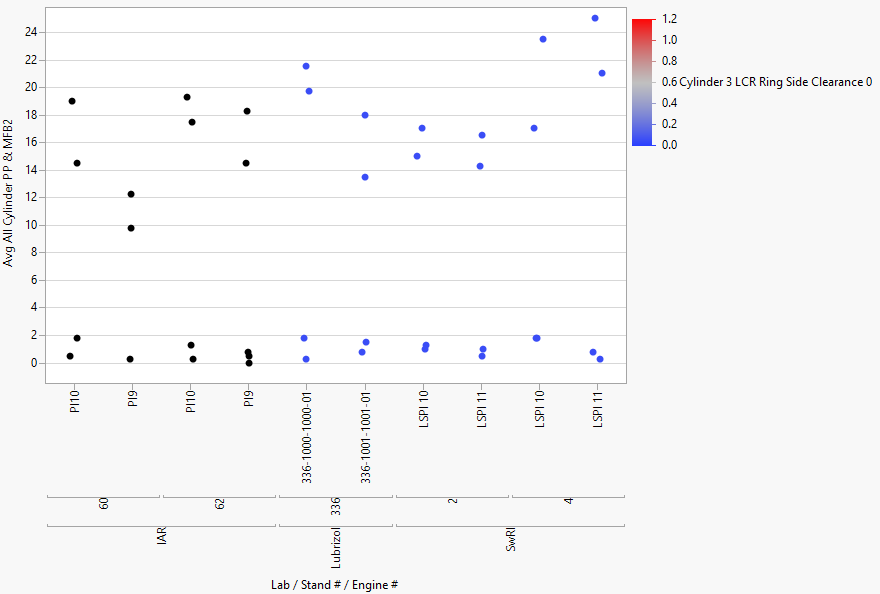 Avg All Cylinder PP & MFB2
24
22
20
18
16
14
12
10
8
6
4
2
0
PI10
PI9
PI10
PI9
336-1000-1000-01
336-1001-1001-01
LSPI 10
LSPI 11
LSPI 10
LSPI 11
60
62
336
2
4
IAR
Lubrizol
SwRI
Lab / Stand # / Engine #
1.2
1.0
0.8
0.6
0.4
0.2
0.0
Cylinder 3 LCR Ring Side Clearance 0